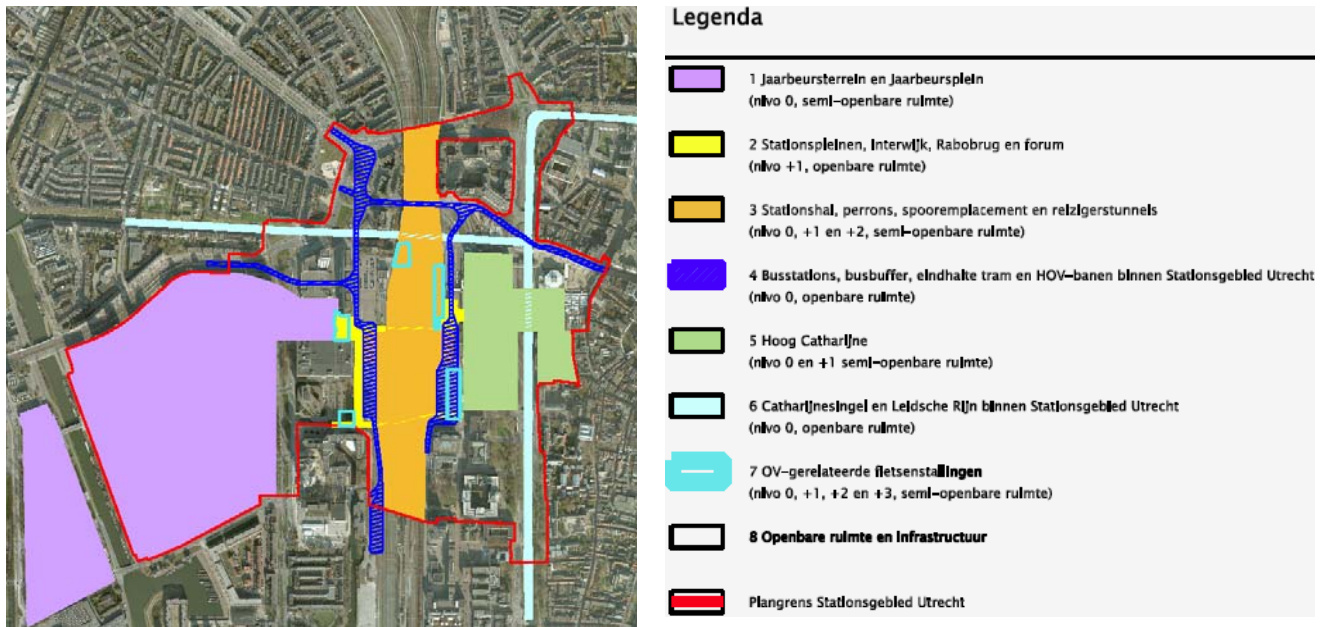 Legenda
1 Jaarbeursterrein en Jaarbeursplein
(nivo 0, semi-openbare ruimte)
2 Stationspleinen, Interwijk, Rabobrug en forum
(nivo +1, openbare ruimte)
3 Stationshal, perrons, spooremplacement en reizigerstunnels
(nivo 0, +1 en +2, semi-openbare ruimte)
4 Busstations, busbuffer, eindhalte tram en HOV-banen binnen Stationsgebied Utrecht
(nivo 0, openbare ruimte)
5 Hoog Catharijne
(nivo 0 en +1 semi-openbare ruimte)
6 Catharijnesingel en Leidsche Rijn binnen Stationsgebied Utrecht
(nivo 0, openbare ruimte)
7 OV-gerelateerde fietsenstallingen
(nivo 0, +1, +2 en +3, semi-openbare ruimte)
8 Openbare ruimte en infrastructuur
Plangrens Stationsgebied Utrecht